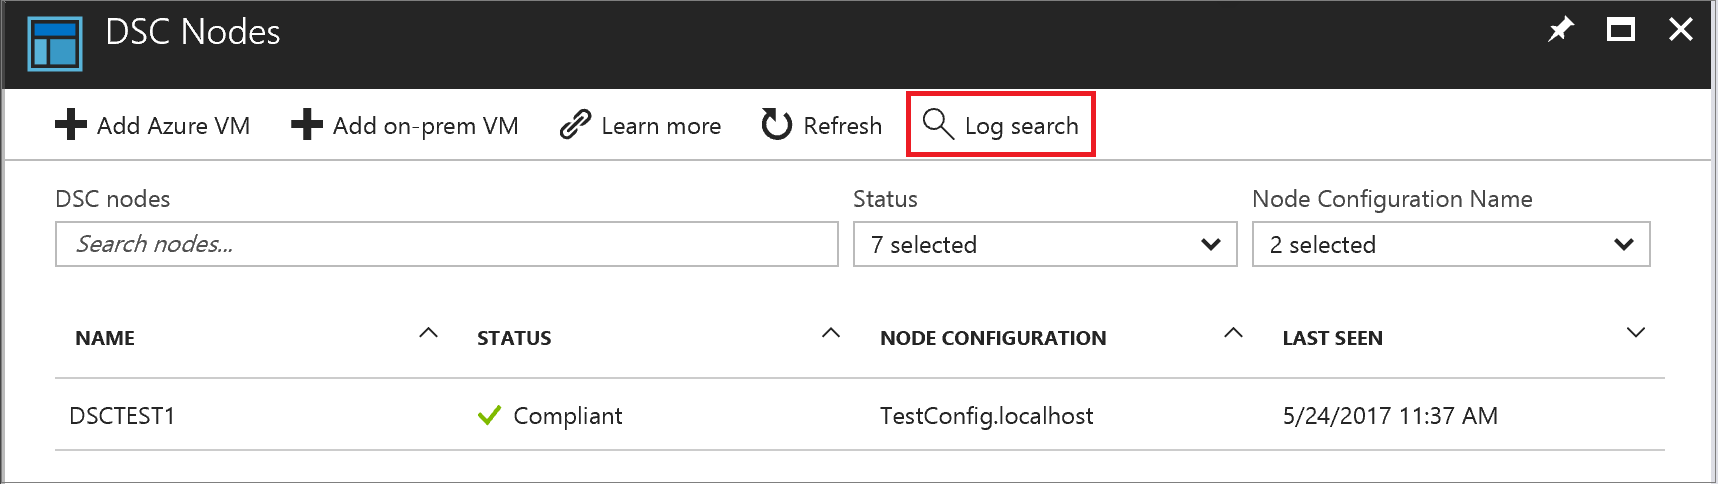 DSC Nodes
Add Azure VM Add on-prem VM Learn more Refresh Log search
DSC nodes Status Node Configuration Name
Search nodes... 7 selected 2 selected
NAME STATUS NODE CONFIGURATION LAST SEEN
DSCTEST1 Compliant TestConfig.localhost 5/24/2017 11:37 AM